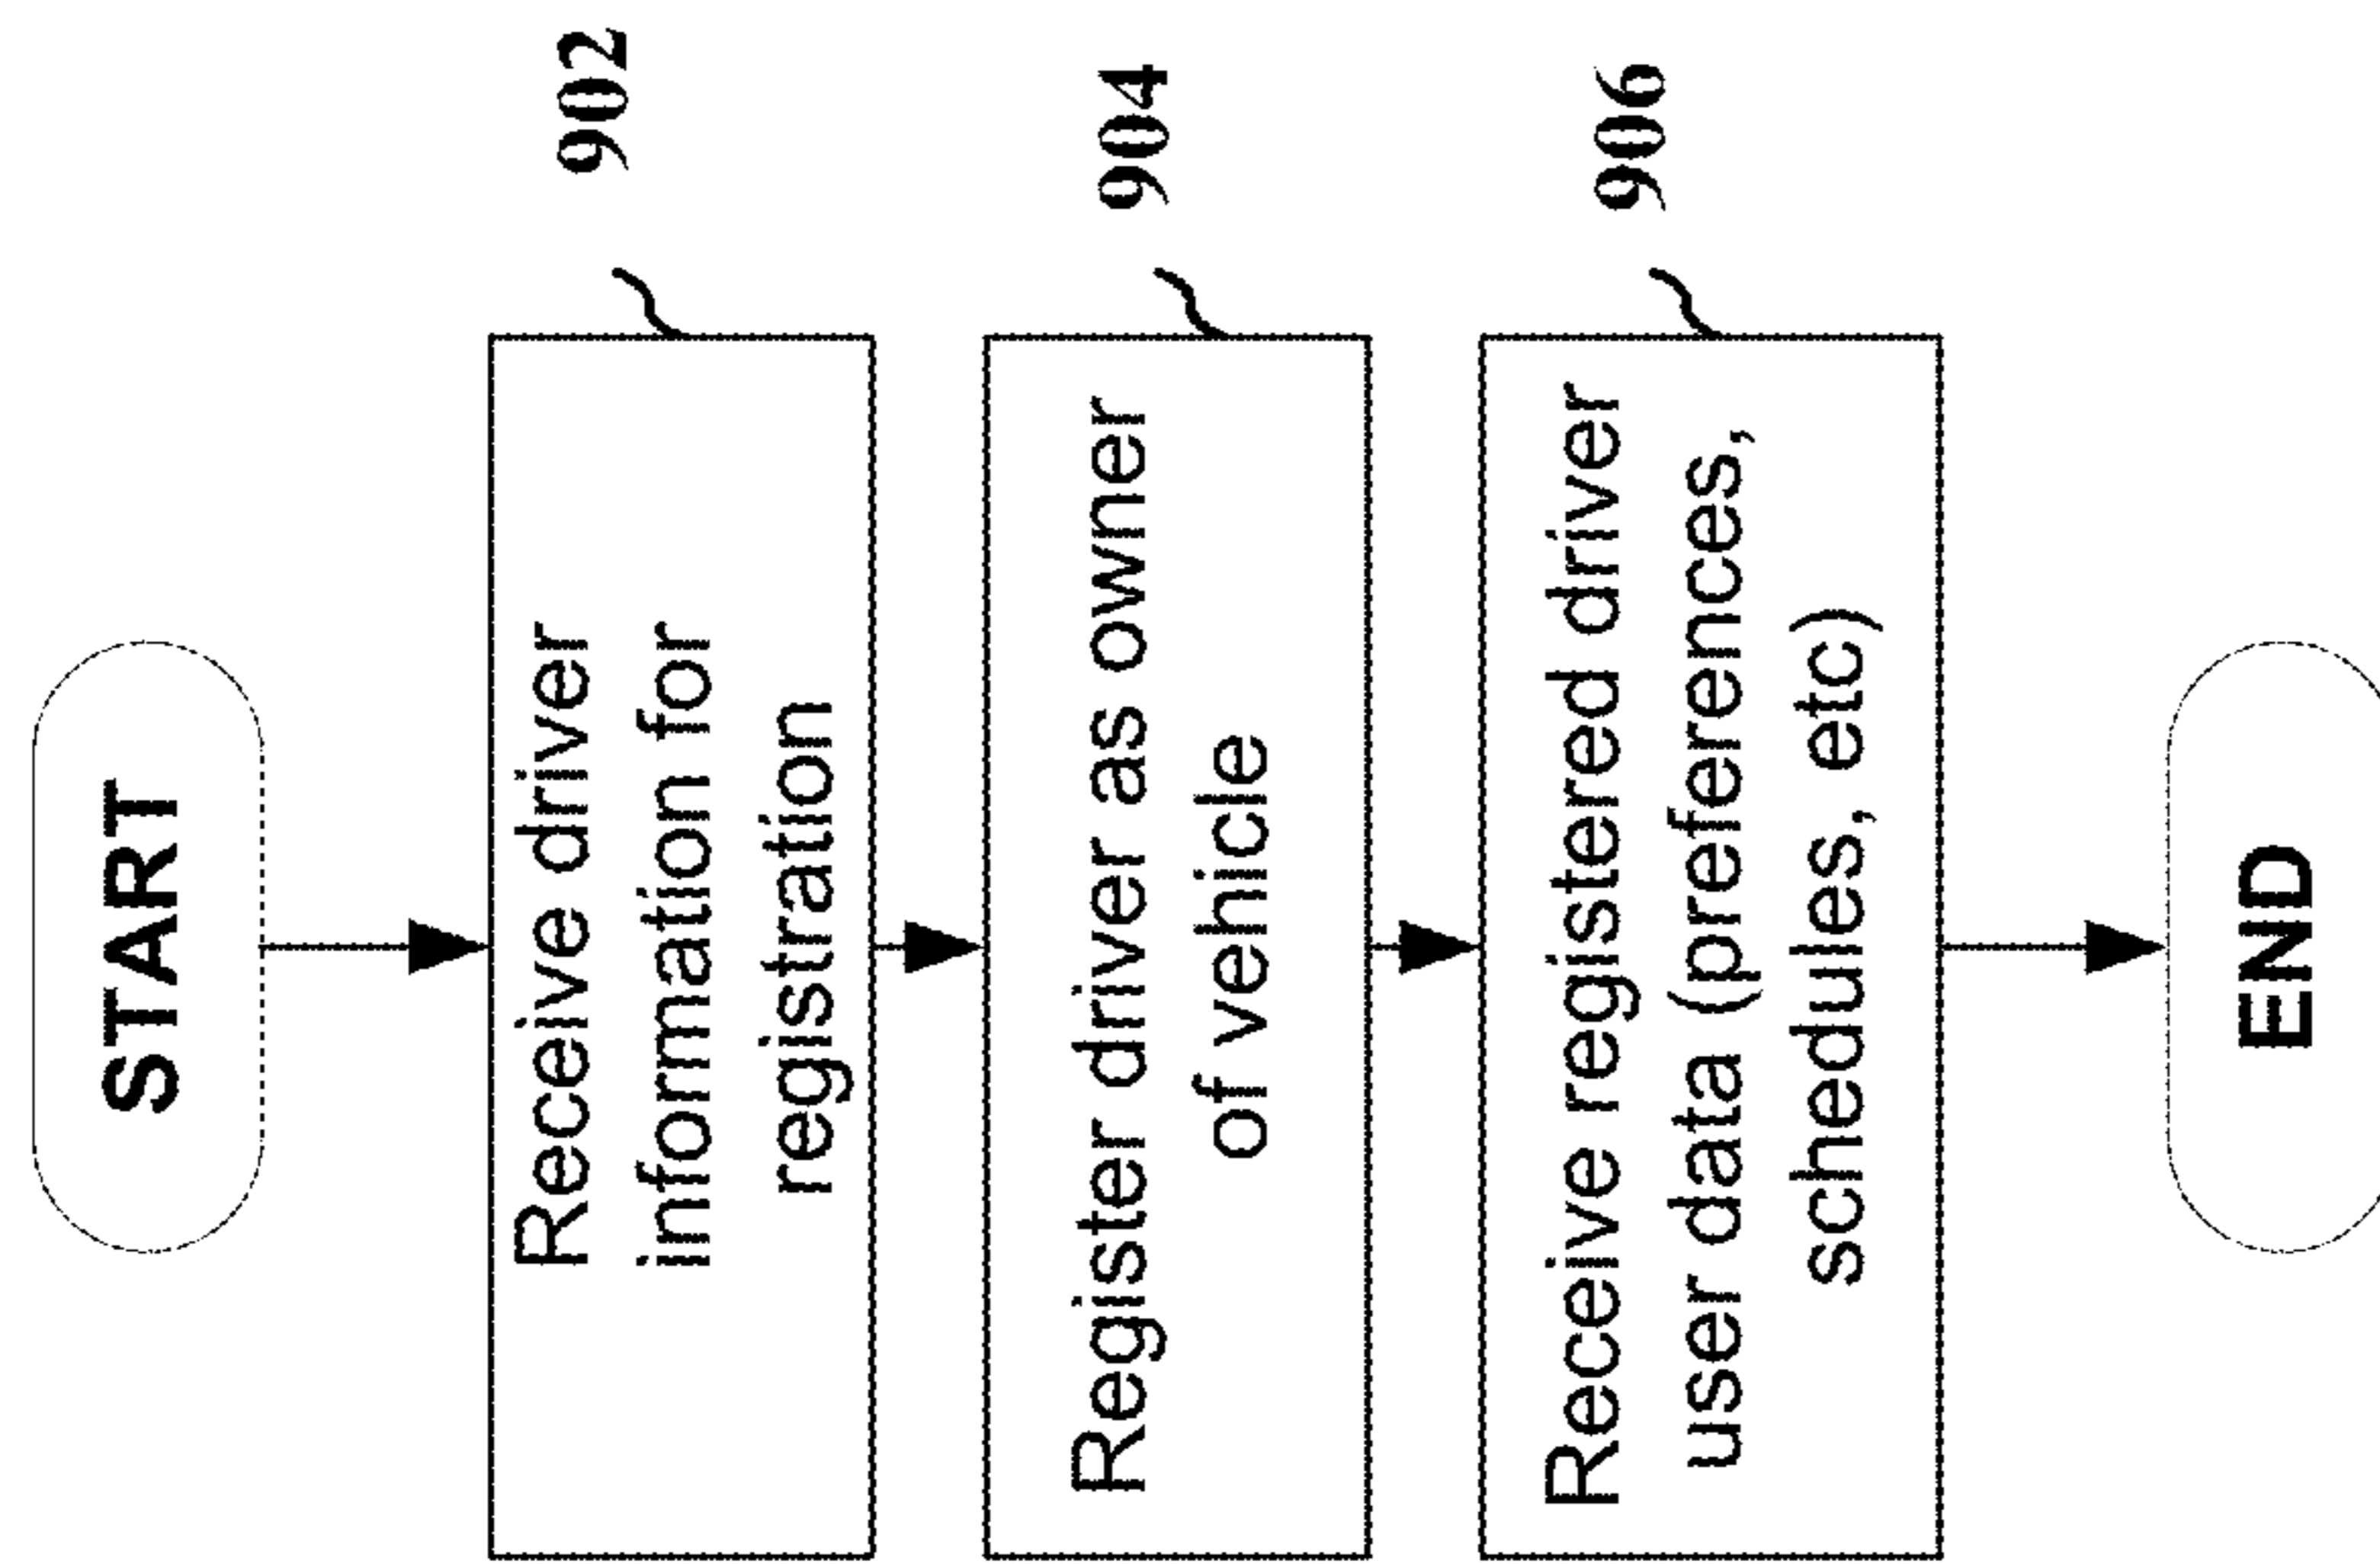 START
Receive driver
information for
registration
902
Register driver as owner
of vehicle
904
Receive registered driver
user data (preferences,
schedules, etc)
906
END